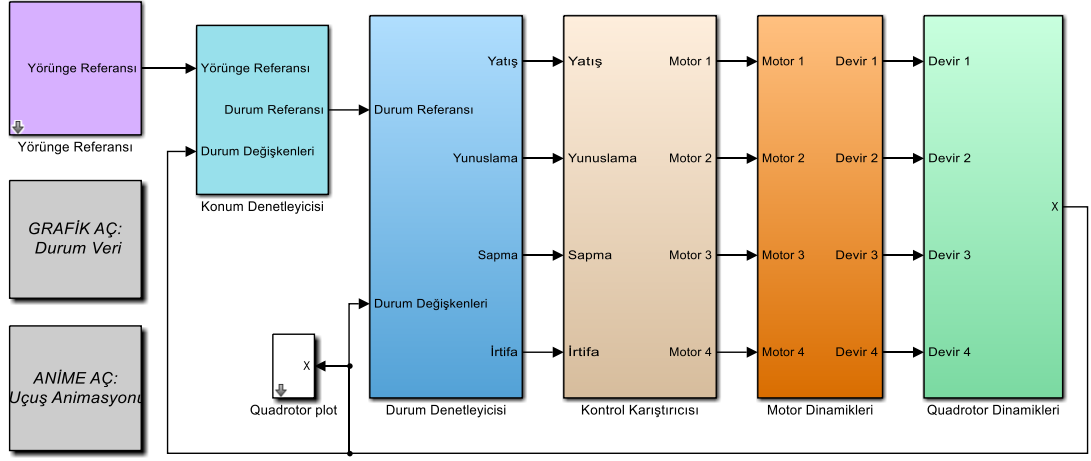 Yörünge Referansı
Yörünge Referansı
Yörünge Referansı
Durum Referansı
Durum Değişkenleri
Konum Denetleyicisi
GRAFİK AÇ:
Durum Veri
ANİME AÇ:
Uçuş Animasyonu
X
Quadrotor plot
Durum Referansı
Durum Değişkenleri
Yatış
Yunuslama
Sapma
İrtifa
Durum Denetleyicisi
Yatış
Yunuslama
Sapma
İrtifa
Motor 1
Motor 2
Motor 3
Motor 4
Kontrol Karıştırıcısı
Motor 1
Motor 2
Motor 3
Motor 4
Devir 1
Devir 2
Devir 3
Devir 4
Motor Dinamikleri
Devir 1
Devir 2
Devir 3
Devir 4
X
Quadrotor Dinamikleri